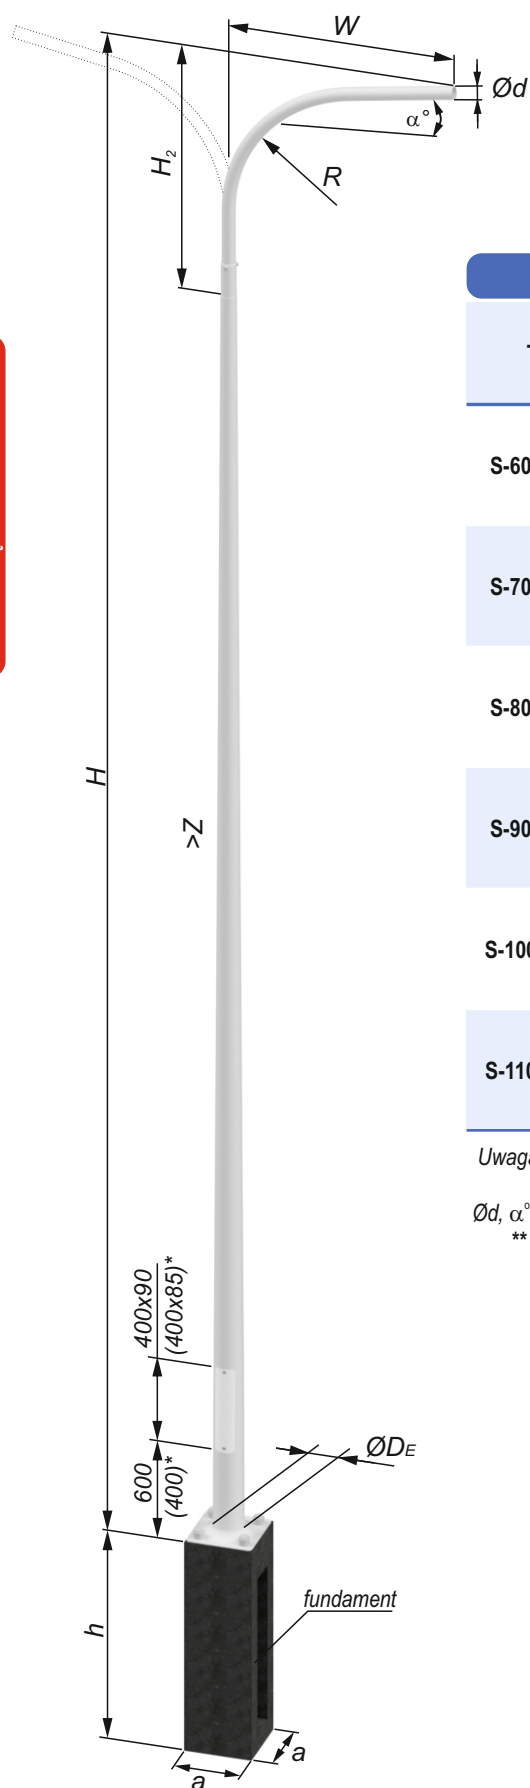 W
Ød
H2
α°
R
S-60
S-70
H
S-80
>Z
S-90
S-100
S-110
Uwaga
Ød, α°
**
400x90
(400x85)*
600
(400)*
ØDE
h
fundament
a
a